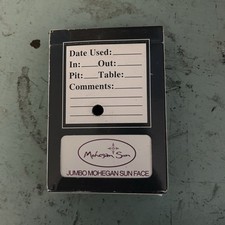 Date Used:
In: Out:
Pit: Table:
Comments:
Mohegan Sun
JUMBO MOHEGAN SUN FACE